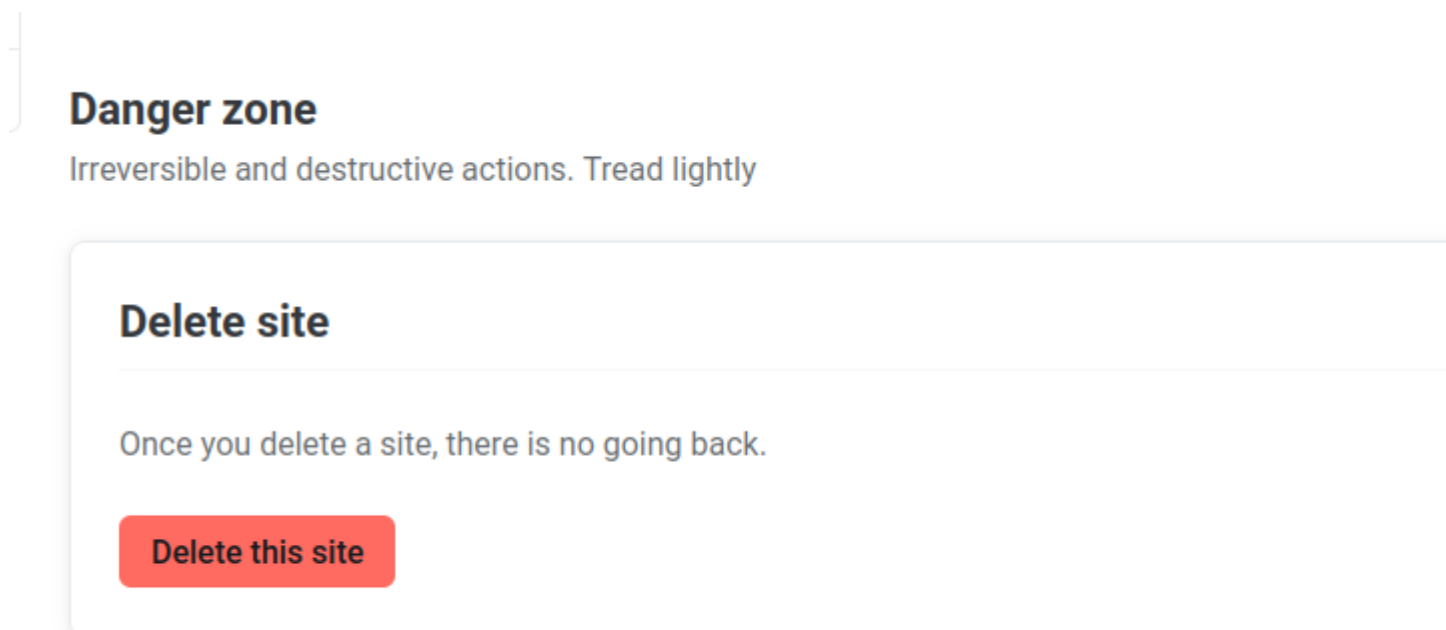 Danger zone
Irreversible and destructive actions. Tread lightly
Delete site
Once you delete a site, there is no going back.
Delete this site